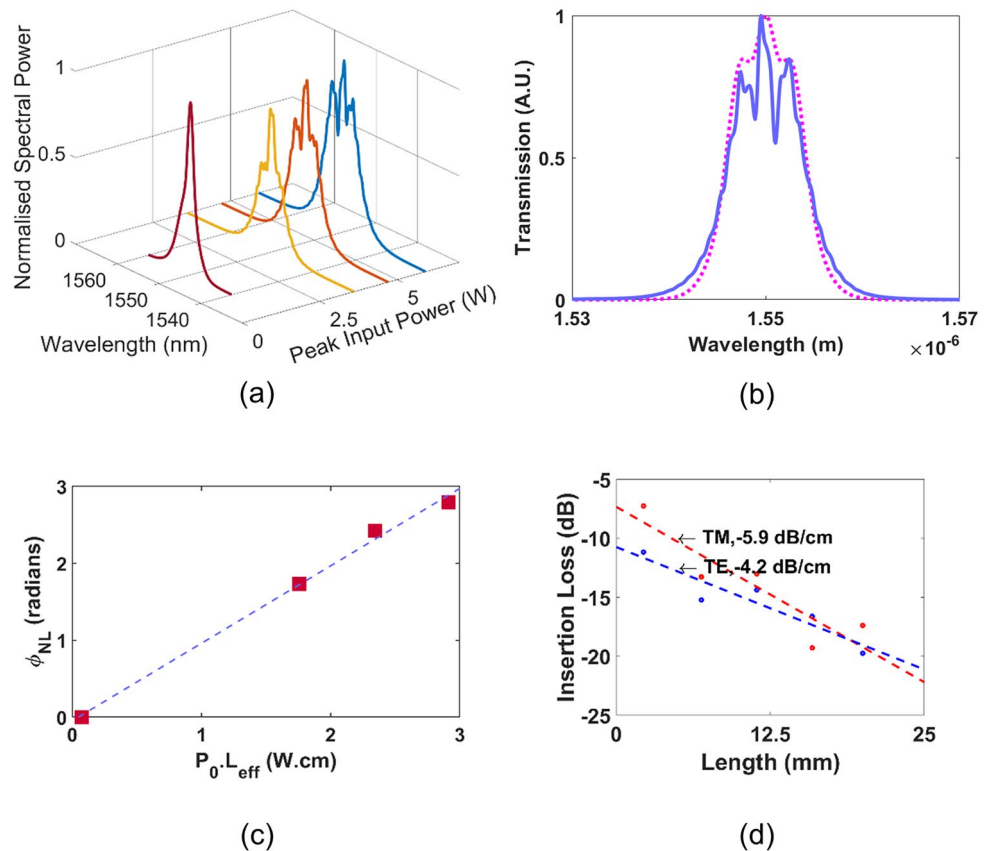 Normalised Spectral Power
1
0.5
0
1560
1550
1540
Wavelength (nm)
0
2.5
5
Peak Input Power (W)
(a)
Transmission (A.U.)
1
0.5
0
1.53
1.55
1.57
Wavelength (m)
×10-6
(b)
ϕNL (radians)
3
2
1
0
0
1
2
3
P0.Leff (W.cm)
(c)
Insertion Loss (dB)
-5
-10
-15
-20
-25
← TM,-5.9 dB/cm
← TE,-4.2 dB/cm
0
12.5
25
Length (mm)
(d)